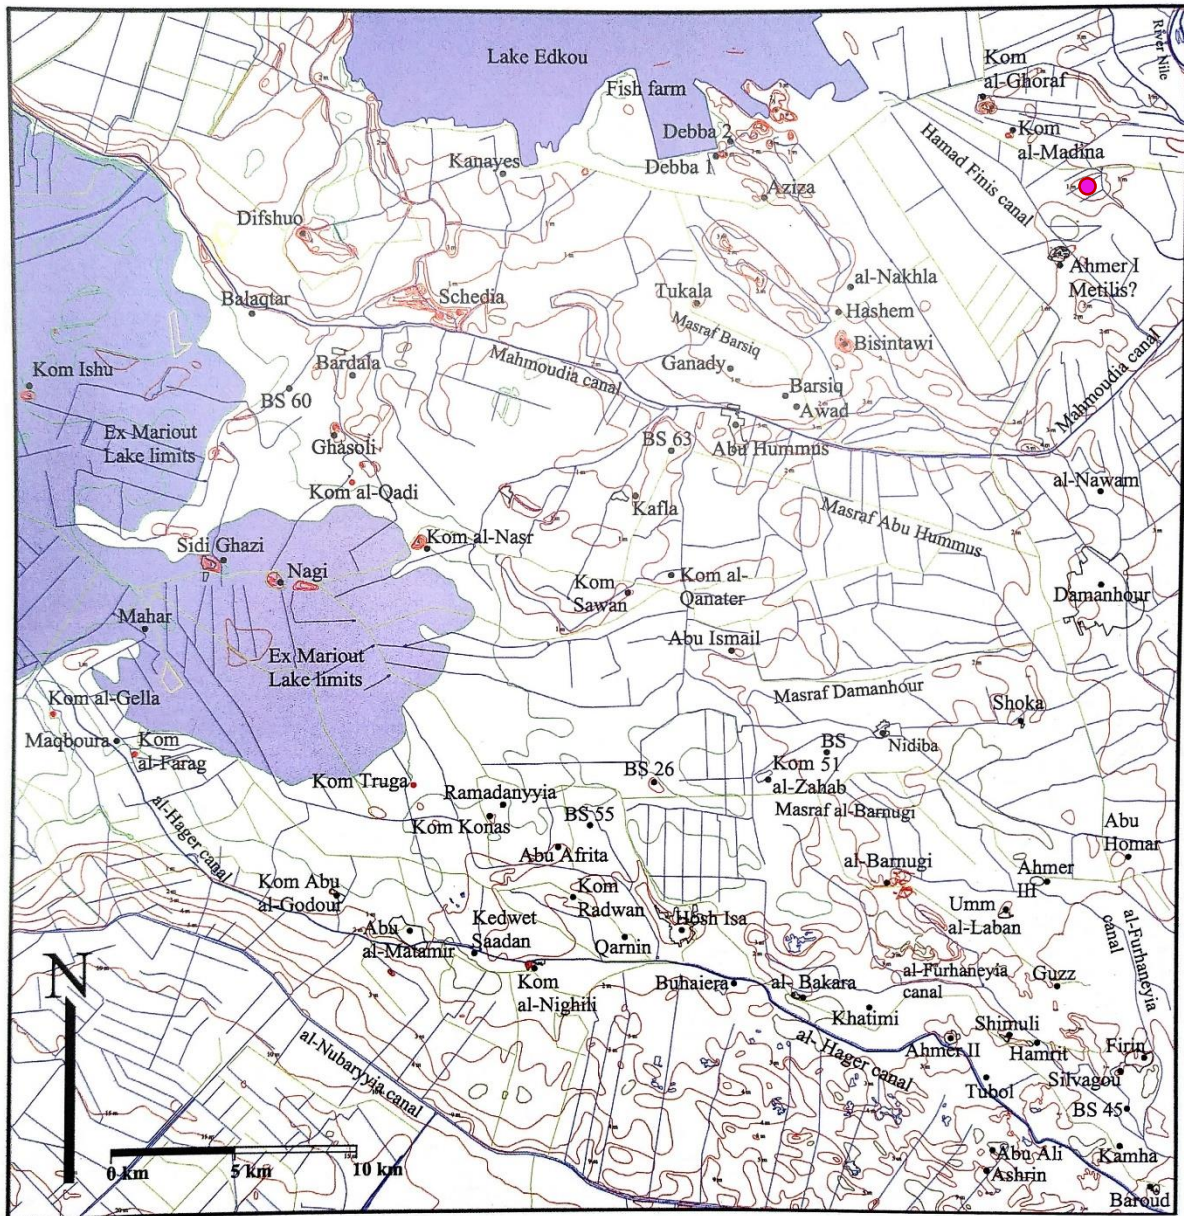 Lake Edkou
River Nile
Kom
al-Ghoraf
Fish farm
Debba 2
Kom
al-Madina
Hamad Finis canal
Kanayes
Debba 1
Aziza
Difshuo
Ahmer I
Metilis?
al-Nakhla
Balaqtar
Schedia
Tukala
Hashem
Masraf Barsiq
Bisintawi
Mahmoudia canal
Mahmoudia canal
Kom Ishu
Bardala
Ganady
BS 60
Barsiq
Awad
Ex Mariout
Lake limits
Ghasoli
BS 63
Abu Hummus
Kom al-Qadi
al-Nawam
Kafla
Masraf Abu Hummus
Sidi Ghazi
Kom al-Nasr
Nagi
Kom
Sawan
Kom al-
Qanater
Damanhour
Mahar
Abu Ismail
Ex Mariout
Lake limits
Masraf Damanhour
Kom al-Gella
Shoka
Maqboura
Kom
al-Farag
Nidiba
BS
51
Kom
al-Zahab
Kom Truga
BS 26
Ramadanyyia
Masraf al-Barnugi
al-Hager canal
Kom Konas
BS 55
Abu
Homar
Abu Afrita
al-Barnugi
Ahmer
III
Kom Abu
al-Godour
Kom
Radwan
Umm
al-Laban
Abu
al-Matamir
Kedwet
Saadan
Qarnin
Hosh Isa
al-Furhaneyia
canal
N
Kom
al-Nighili
Buhaiera
al- Bakara
al-Furhaneyia
canal
Guzz
Khatimi
al-Nubaryyia canal
al- Hager canal
Ahmer II
Shimuli
Hamrit
Firin
Silvagou
Tubol
BS 45
0 km
5 km
10 km
Abu Ali
Ashrin
Kamha
Baroud